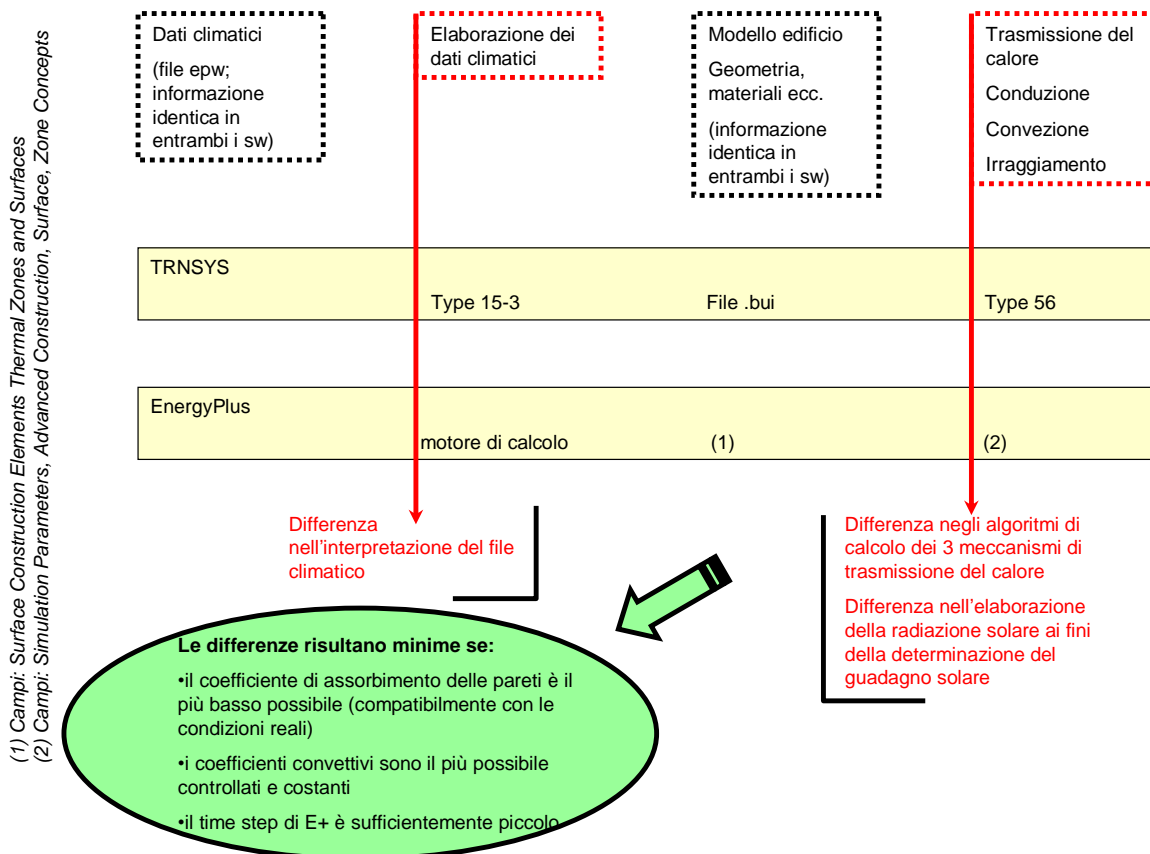 Dati climatici
(file epw;
informazione
identica in
entrambi i sw)
Elaborazione dei
dati climatici
Modello edificio
Geometria,
materiali ecc.
(informazione
identica in
entrambi i sw)
Trasmissione del
calore
Conduzione
Convezione
Irraggiamento
TRNSYS
Type 15-3
File .bui
Type 56
EnergyPlus
motore di calcolo
(1)
(2)
Differenza
nell'interpretazione del file
climatico
Differenza negli algoritmi di
calcolo dei 3 meccanismi di
trasmissione del calore
Differenza nell'elaborazione
della radiazione solare ai fini
della determinazione del
guadagno solare
Le differenze risultano minime se:
•il coefficiente di assorbimento delle pareti è il
più basso possibile (compatibilmente con le
condizioni reali)
•i coefficienti convettivi sono il più possibile
controllati e costanti
•il time step di E+ è sufficientemente piccolo
(1) Campi: Surface Construction Elements Thermal Zones and Surfaces
(2) Campi: Simulation Parameters, Advanced Construction, Surface, Zone Concepts